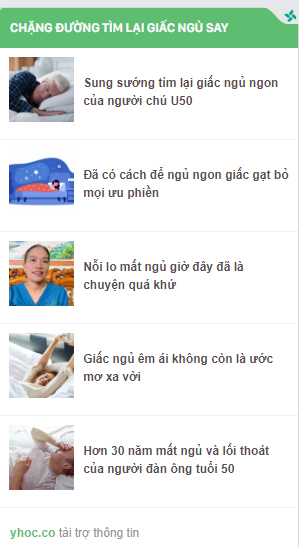 CHẶNG ĐƯỜNG TÌM LẠI GIẤC NGỦ SAY
Sung sướng tìm lại giấc ngủ ngon
của người chú U50
Đã có cách để ngủ ngon giấc gạt bỏ
mọi ưu phiền
Nỗi lo mất ngủ giờ đây đã là
chuyện quá khứ
Giấc ngủ êm ái không còn là ước
mơ xa vời
Hơn 30 năm mất ngủ và lối thoát
của người đàn ông tuổi 50
yhoc.co tài trợ thông tin